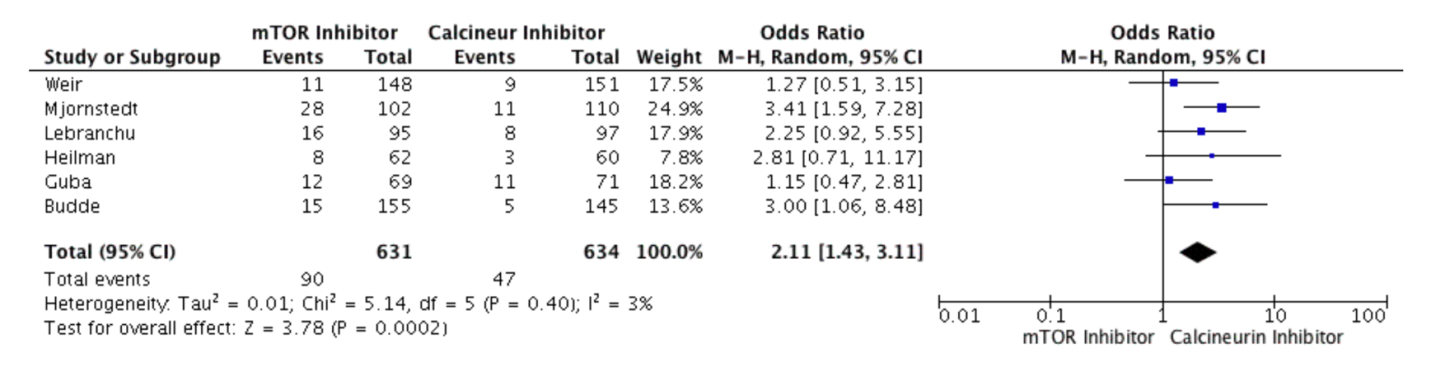 mTOR Inhibitor Calcineur Inhibitor Odds Ratio Odds Ratio
Study or Subgroup Events Total Events Total Weight M-H, Random, 95% CI M-H, Random, 95% CI
Weir 11 148 9 151 17.5% 1.27 [0.51, 3.15]
Mjornstedt 28 102 11 110 24.9% 3.41 [1.59, 7.28]
Lebranchu 16 95 8 97 17.9% 2.25 [0.92, 5.55]
Heilman 8 62 3 60 7.8% 2.81 [0.71, 11.17]
Guba 12 69 11 71 18.2% 1.15 [0.47, 2.81]
Budde 15 155 5 145 13.6% 3.00 [1.06, 8.48]
Total (95% CI) 631 634 100.0% 2.11 [1.43, 3.11]
Total events 90 47
Heterogeneity: Tau² = 0.01; Chi² = 5.14, df = 5 (P = 0.40); I² = 3%
Test for overall effect: Z = 3.78 (P = 0.0002)
0.01 0.1 1 10 100
mTOR Inhibitor Calcineurin Inhibitor